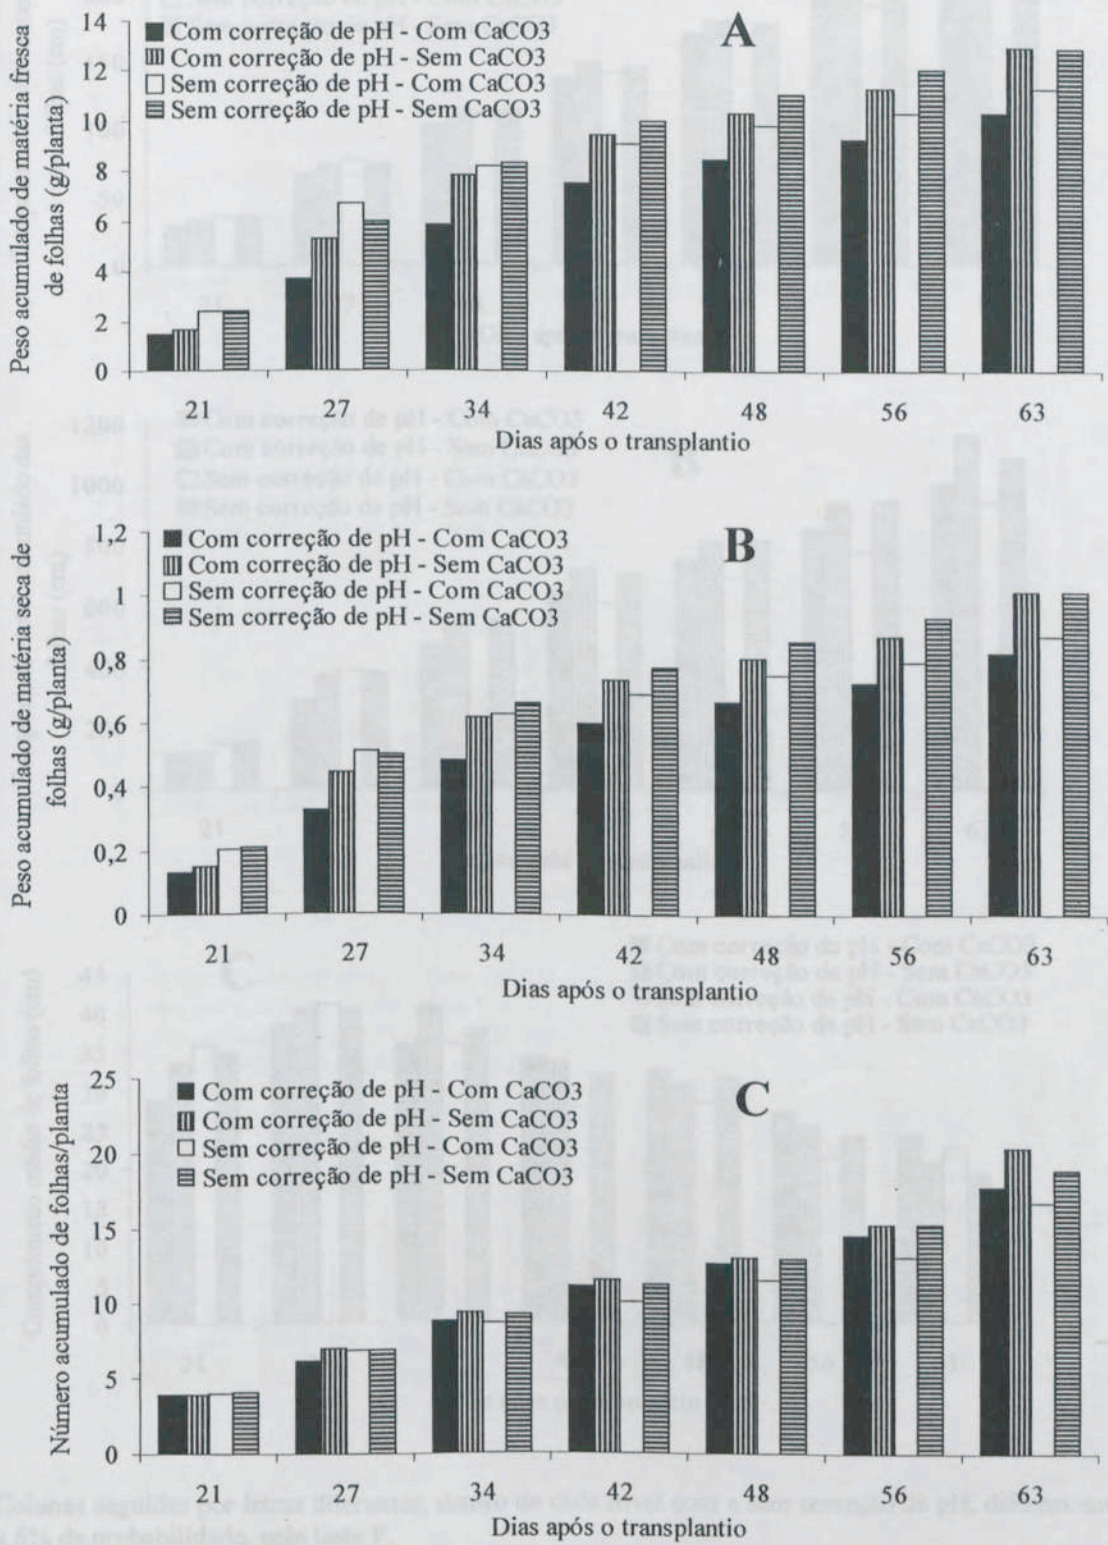 Peso acumulado de matéria fresca
de folhas (g/planta)
A
Com correção de pH - Com CaCO3
Com correção de pH - Sem CaCO3
Sem correção de pH - Com CaCO3
Sem correção de pH - Sem CaCO3
14
12
10
8
6
4
2
0
21 27 34 42 48 56 63
Dias após o transplantio
Peso acumulado de matéria seca de
folhas (g/planta)
B
Com correção de pH - Com CaCO3
Com correção de pH - Sem CaCO3
Sem correção de pH - Com CaCO3
Sem correção de pH - Sem CaCO3
1,2
1
0,8
0,6
0,4
0,2
0
21 27 34 42 48 56 63
Dias após o transplantio
Número acumulado de folhas/planta
C
Com correção de pH - Com CaCO3
Com correção de pH - Sem CaCO3
Sem correção de pH - Com CaCO3
Sem correção de pH - Sem CaCO3
25
20
15
10
5
0
21 27 34 42 48 56 63
Dias após o transplantio